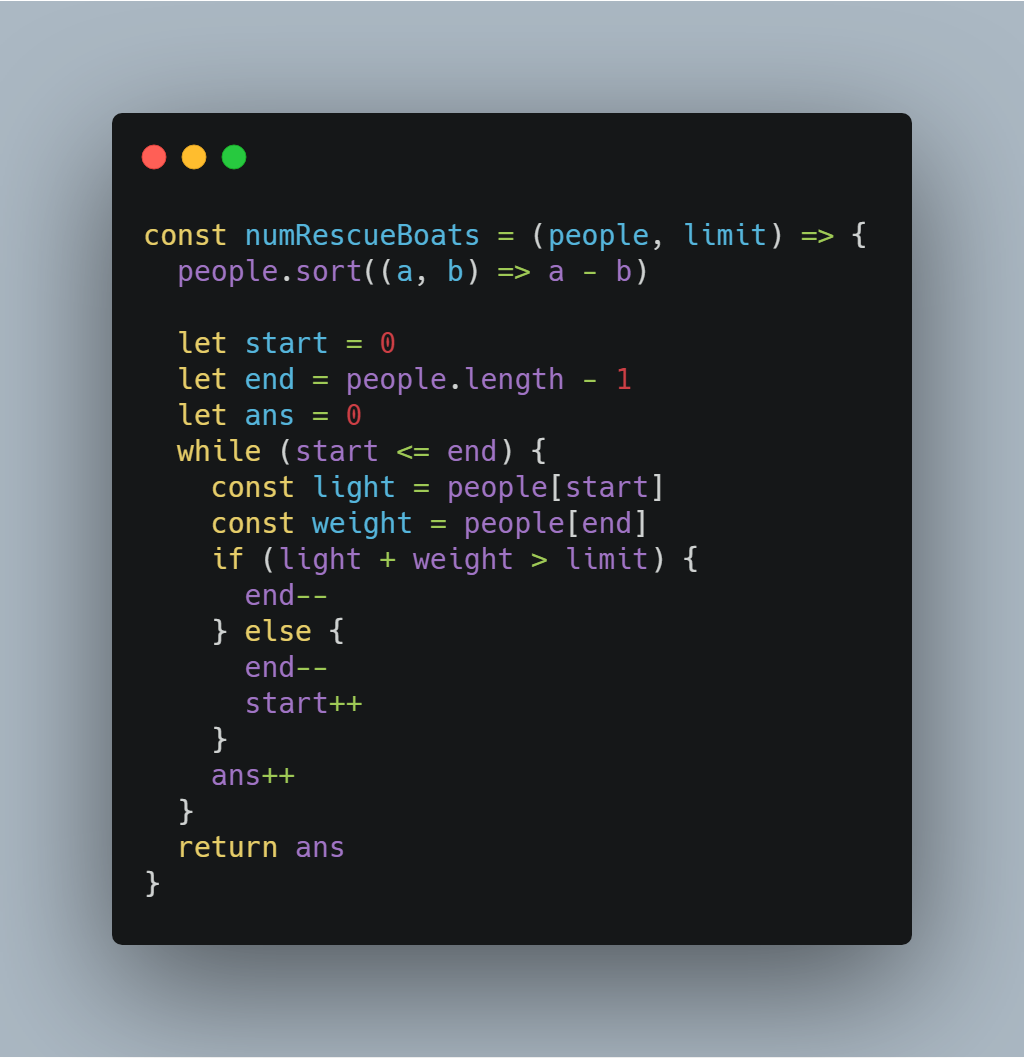 const numRescueBoats = (people, limit) => {
  people.sort((a, b) => a - b)

  let start = 0
  let end = people.length - 1
  let ans = 0
  while (start <= end) {
    const light = people[start]
    const weight = people[end]
    if (light + weight > limit) {
      end--
    } else {
      end--
      start++
    }
    ans++
  }
  return ans
}